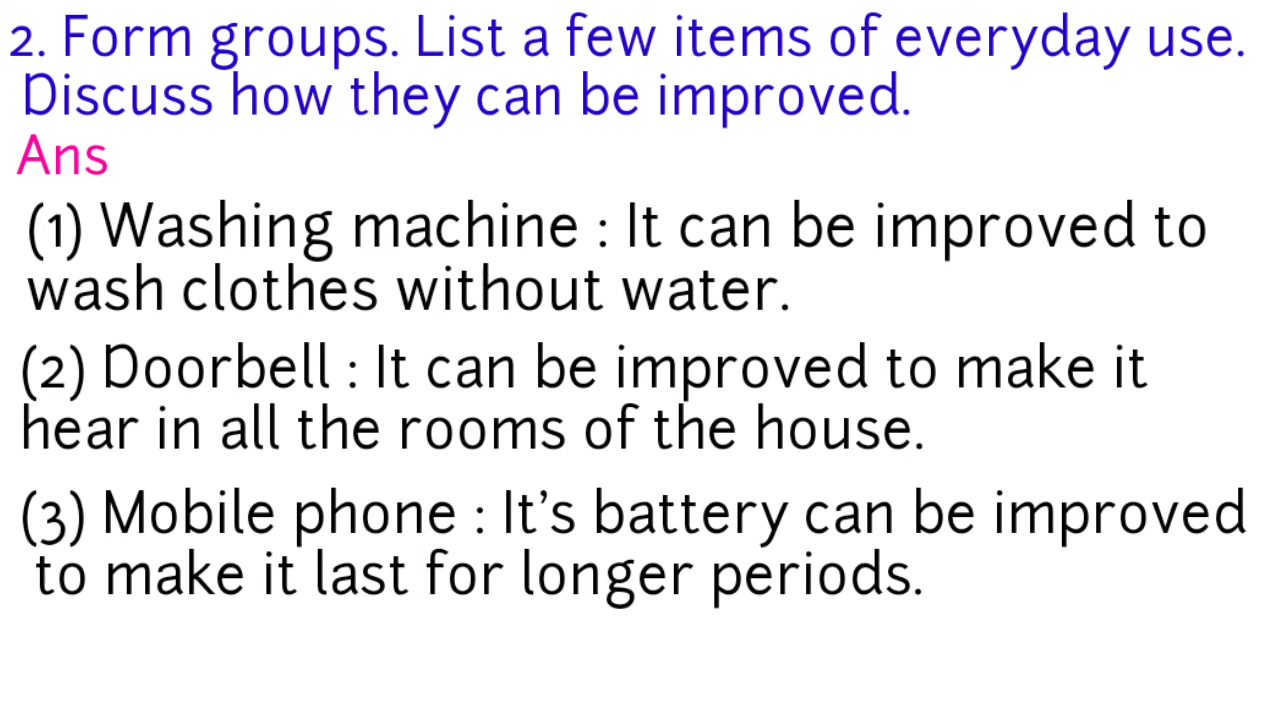 2. Form groups. List a few items of everyday use.
Discuss how they can be improved.
Ans
(1) Washing machine : It can be improved to
wash clothes without water.
(2) Doorbell : It can be improved to make it
hear in all the rooms of the house.
(3) Mobile phone : It’s battery can be improved
to make it last for longer periods.